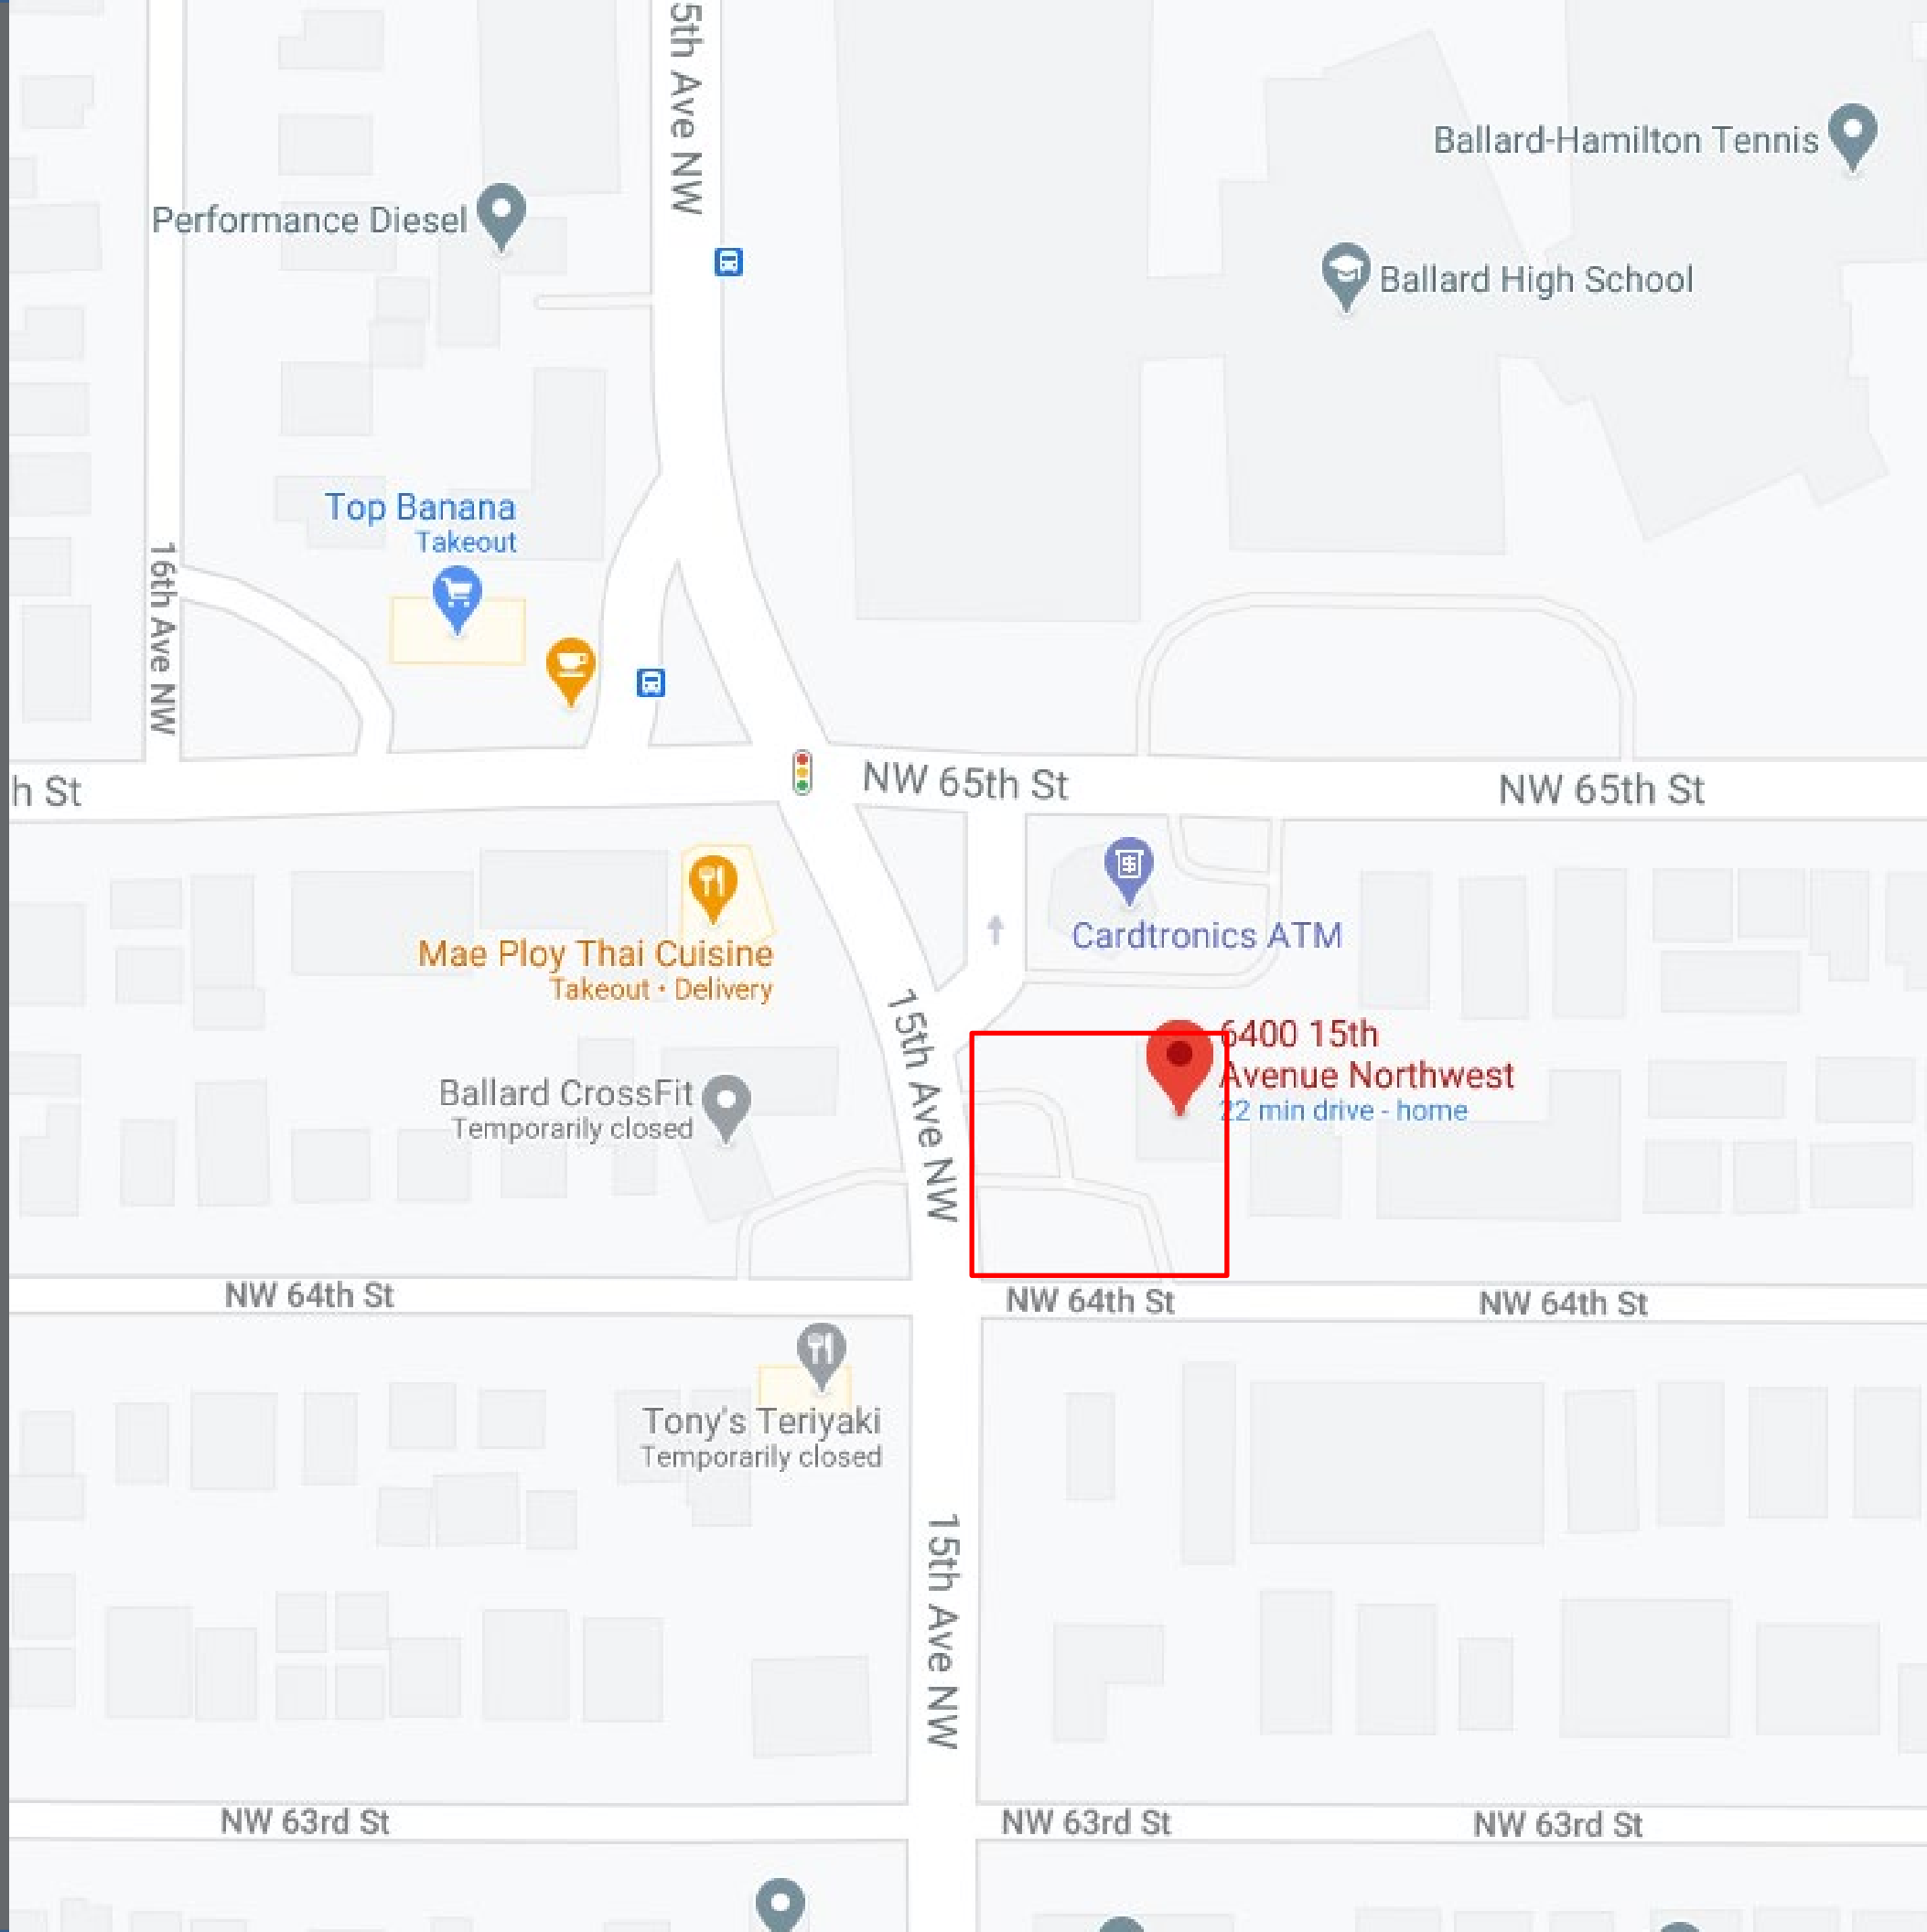 5th Ave NW
Ballard-Hamilton Tennis
Performance Diesel
Ballard High School
Top Banana
Takeout
16th Ave NW
h St
NW 65th St
NW 65th St
Cardtronics ATM
Mae Ploy Thai Cuisine
Takeout • Delivery
15th Ave NW
6400 15th
Avenue Northwest
22 min drive - home
Ballard CrossFit
Temporarily closed
NW 64th St
NW 64th St
NW 64th St
Tony's Teriyaki
Temporarily closed
15th Ave NW
NW 63rd St
NW 63rd St
NW 63rd St